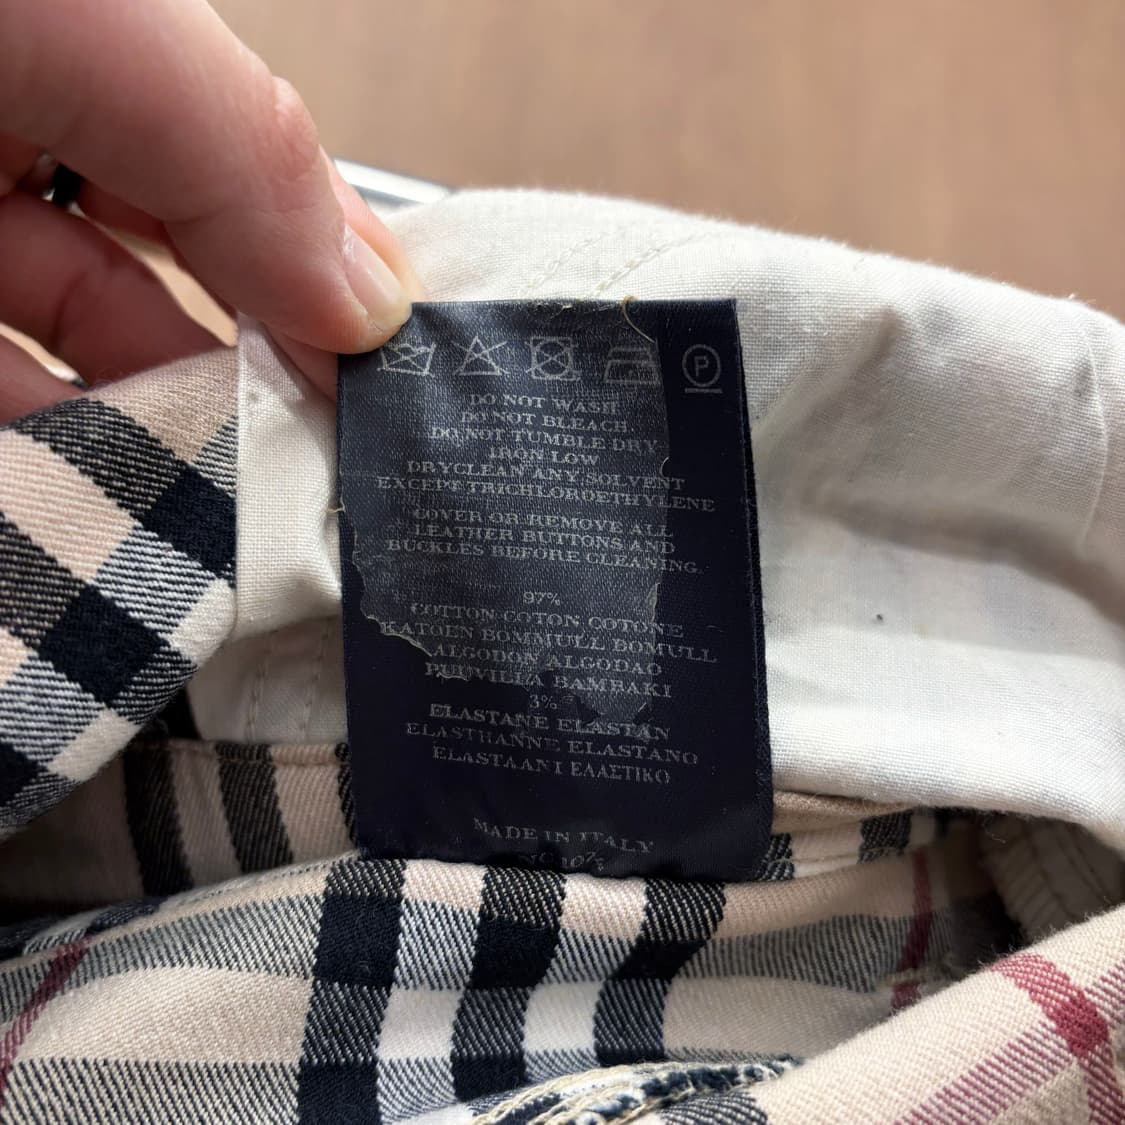 P
DO NOT WASH
DO NOT BLEACH.
DO NOT TUMBLE DRY
IRON LOW
DRYCLEAN ANY SOLVENT
EXCEPT TRICHLOROETHYLENE
COVER OR REMOVE ALL
LEATHER BUTTONS AND
BUCKLES BEFORE CLEANING.
97%
COTTON COTON COTONE
KATOEN BOMMULL BOMULL
ALGODON ALGODAO
PUUVILLA BAMBAKI
3%
ELASTANE ELASTAN
ELASTHANNE ELASTANO
ELASTAANI ΕΛΑΣΤΙΚΟ
MADE IN ITALY